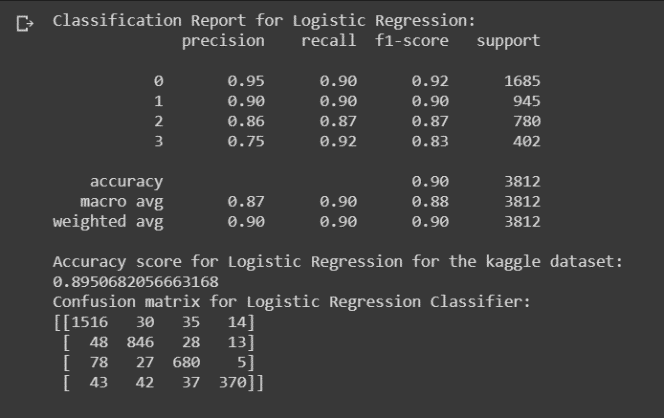 Classification Report for Logistic Regression:
precision recall f1-score support
0 0.95 0.90 0.92 1685
1 0.90 0.90 0.90 945
2 0.86 0.87 0.87 780
3 0.75 0.92 0.83 402
accuracy 0.90 3812
macro avg 0.87 0.90 0.88 3812
weighted avg 0.90 0.90 0.90 3812
Accuracy score for Logistic Regression for the kaggle dataset:
0.8950682056663168
Confusion matrix for Logistic Regression Classifier:
[[1516 30 35 14]
[ 48 846 28 13]
[ 78 27 680 5]
[ 43 42 37 370]]